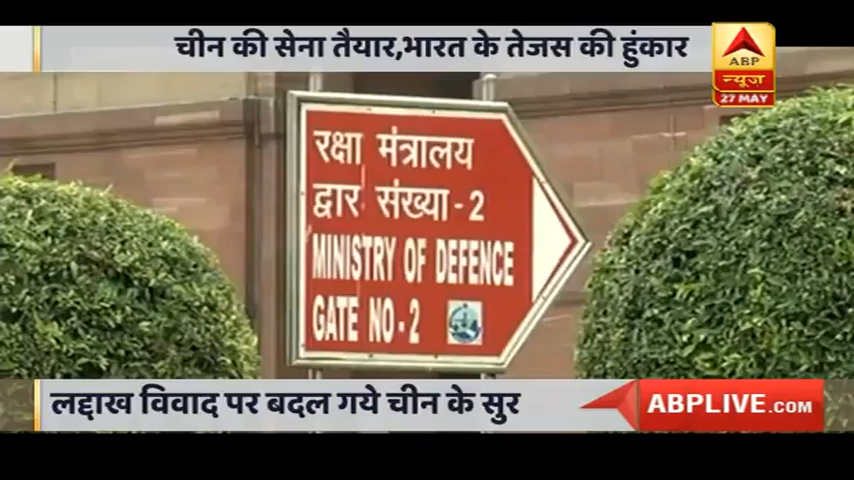 चीन की सेना तैयार,भारत के तेजस की हुंकार
ABP
न्यूज़
27 MAY
रक्षा मंत्रालय
द्वार संख्या - 2
MINISTRY OF DEFENCE
GATE NO - 2
लद्दाख विवाद पर बदल गये चीन के सुर
ABPLIVE.COM